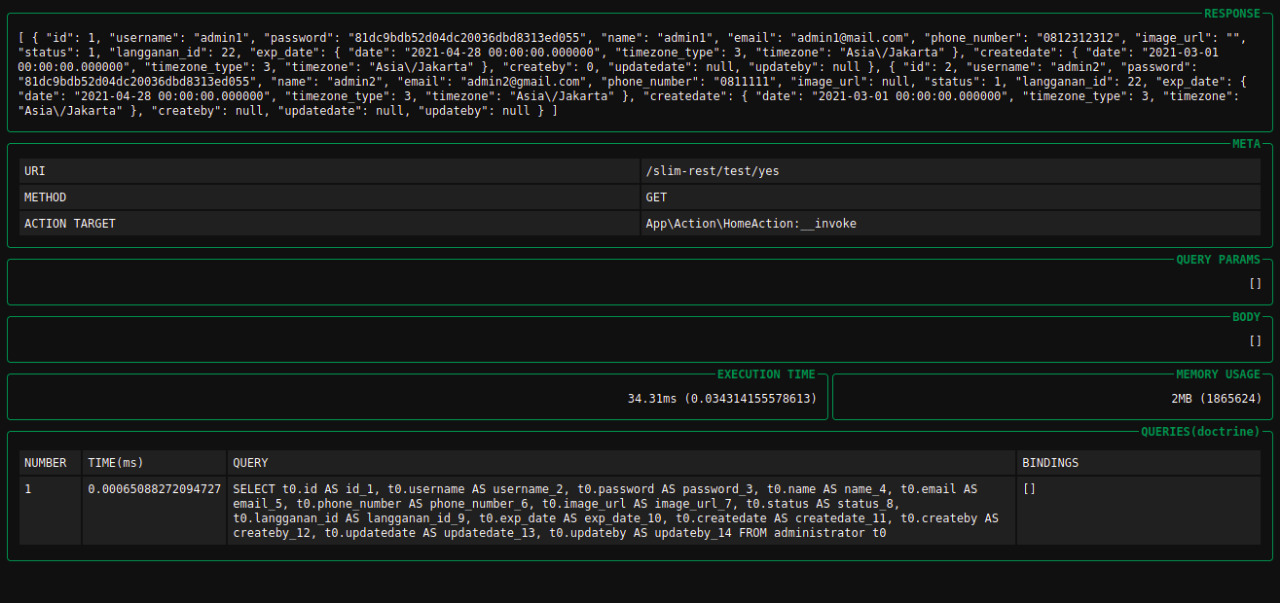 RESPONSE
[ { "id": 1, "username": "admin1", "password": "81dc9bdb52d04dc20036dbd8313ed055", "name": "admin1", "email": "admin1@mail.com", "phone_number": "0812312312", "image_url": "",
"status": 1, "langganan_id": 22, "exp_date": { "date": "2021-04-28 00:00:00.000000", "timezone_type": 3, "timezone": "Asia\/Jakarta" }, "createdate": { "date": "2021-03-01
00:00:00.000000", "timezone_type": 3, "timezone": "Asia\/Jakarta" }, "createby": 0, "updatedate": null, "updateby": null }, { "id": 2, "username": "admin2", "password":
"81dc9bdb52d04dc20036dbd8313ed055", "name": "admin2", "email": "admin2@gmail.com", "phone_number": "0811111", "image_url": null, "status": 1, "langganan_id": 22, "exp_date": {
"date": "2021-04-28 00:00:00.000000", "timezone_type": 3, "timezone": "Asia\/Jakarta" }, "createdate": { "date": "2021-03-01 00:00:00.000000", "timezone_type": 3, "timezone":
"Asia\/Jakarta" }, "createby": null, "updatedate": null, "updateby": null } ]
META
URI /slim-rest/test/yes
METHOD GET
ACTION TARGET App\Action\HomeAction:__invoke
QUERY PARAMS
[]
BODY
[]
EXECUTION TIME
34.31ms (0.034314155578613)
MEMORY USAGE
2MB (1865624)
QUERIES(doctrine)
NUMBER TIME(ms) QUERY BINDINGS
1 0.00065088272094727 SELECT t0.id AS id_1, t0.username AS username_2, t0.password AS password_3, t0.name AS name_4, t0.email AS []
email_5, t0.phone_number AS phone_number_6, t0.image_url AS image_url_7, t0.status AS status_8,
t0.langganan_id AS langganan_id_9, t0.exp_date AS exp_date_10, t0.createdate AS createdate_11, t0.createby AS
createby_12, t0.updatedate AS updatedate_13, t0.updateby AS updateby_14 FROM administrator t0